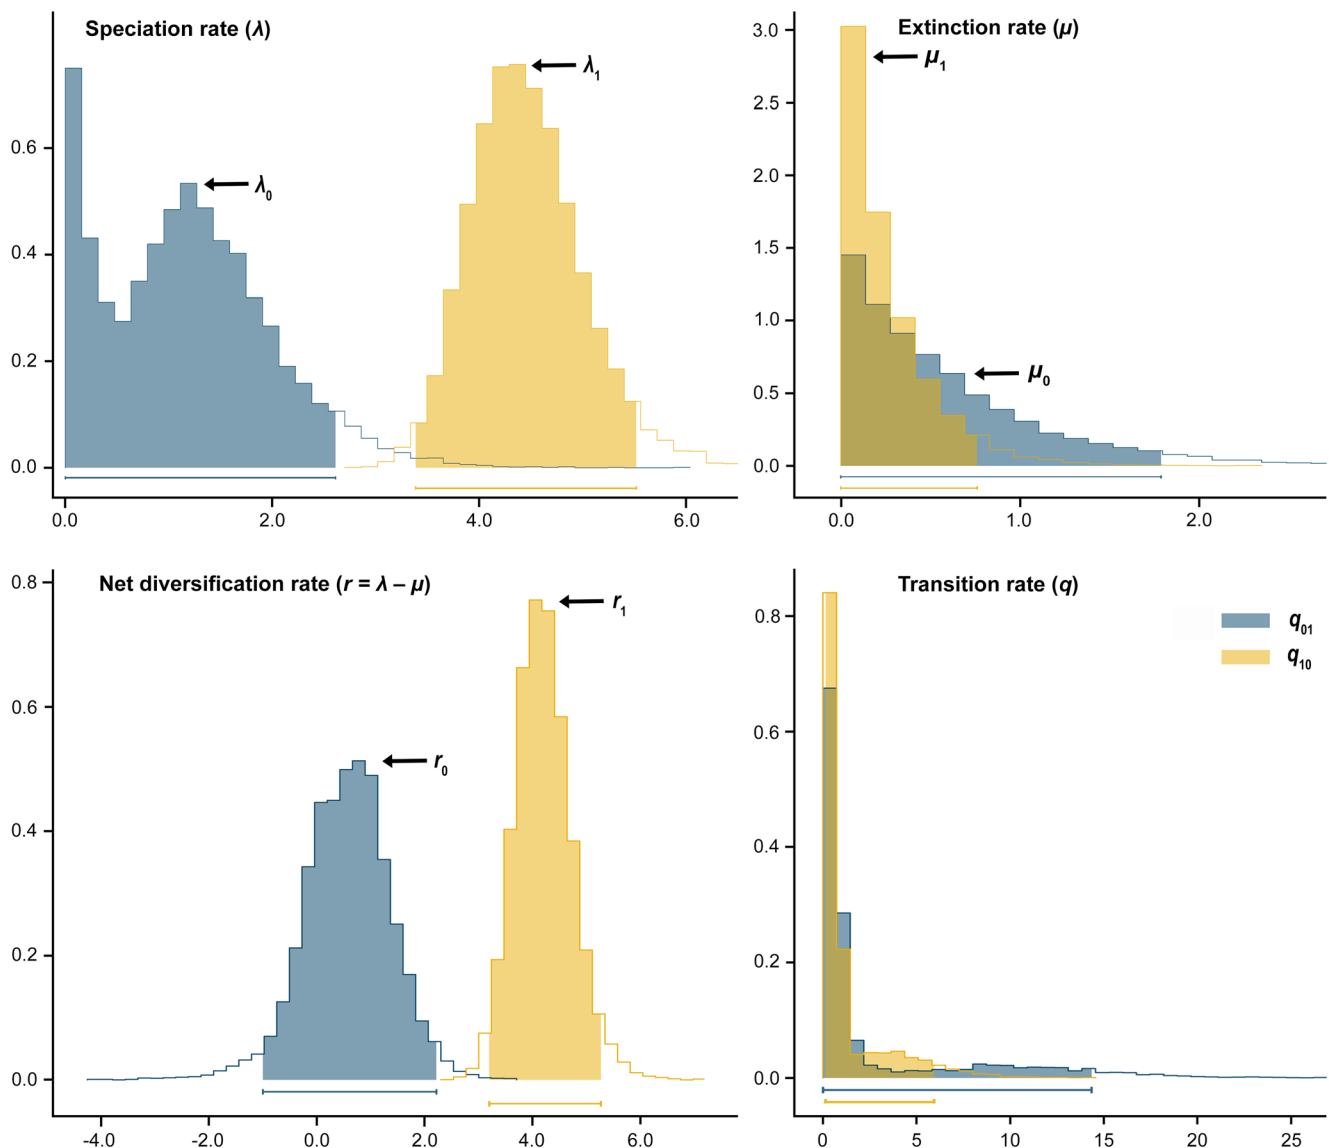 Speciation rate (λ)
λ1
λ0
0.6
0.4
0.2
0.0
0.0 2.0 4.0 6.0
Extinction rate (μ)
μ1
μ0
3.0
2.5
2.0
1.5
1.0
0.5
0.0
0.0 1.0 2.0
Net diversification rate (r = λ – μ)
r1
r0
0.8
0.6
0.4
0.2
0.0
-4.0 -2.0 0.0 2.0 4.0 6.0
Transition rate (q)
q01
q10
0.8
0.6
0.4
0.2
0.0
0 5 10 15 20 25